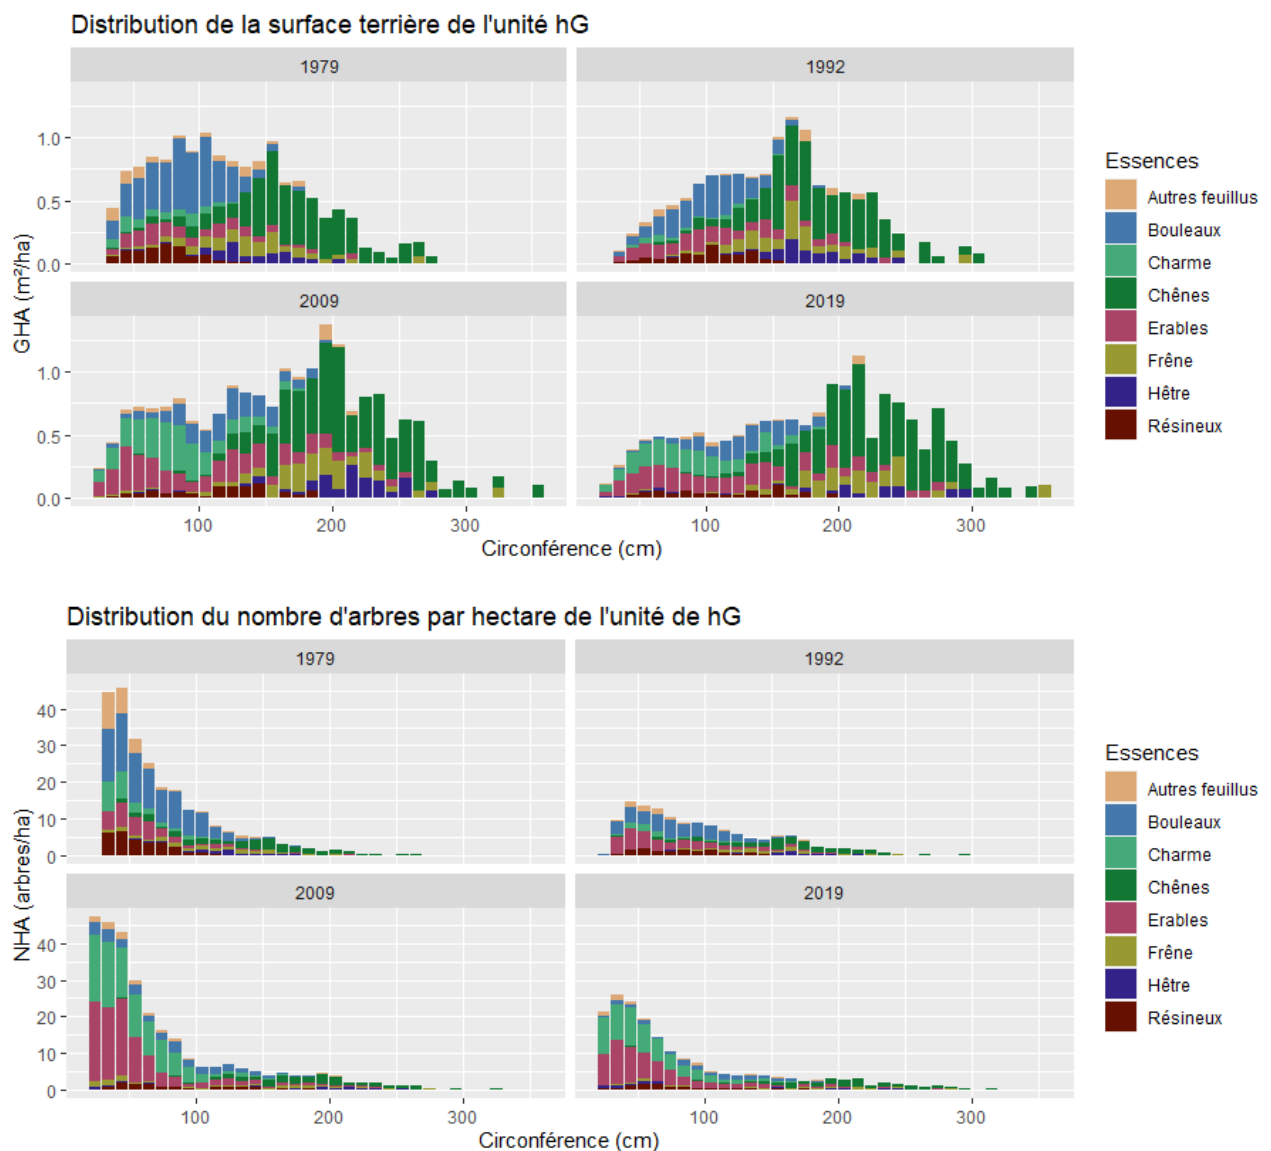 Distribution de la surface terrière de l'unité hG
1979
1992
1.0
0.5
0.0
2009
2019
1.0
0.5
0.0
100
200
300
100
200
300
GHA (m²/ha)
Circonférence (cm)
Essences
Autres feuillus
Bouleaux
Charme
Chênes
Erables
Frêne
Hêtre
Résineux
Distribution du nombre d'arbres par hectare de l'unité de hG
1979
1992
40
30
20
10
0
2009
2019
40
30
20
10
0
100
200
300
100
200
300
NHA (arbres/ha)
Circonférence (cm)
Essences
Autres feuillus
Bouleaux
Charme
Chênes
Erables
Frêne
Hêtre
Résineux